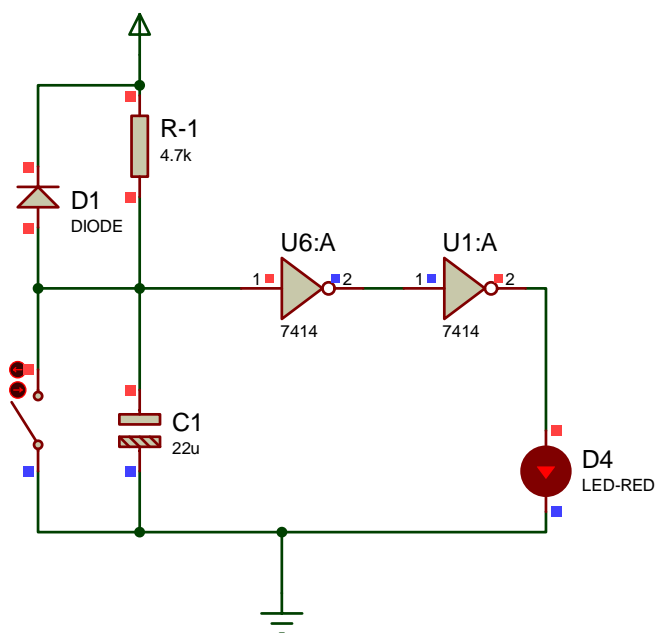 R-1
4.7k
D1
DIODE
U6:A
1 2
7414
U1:A
1 2
7414
C1
22u
D4
LED-RED